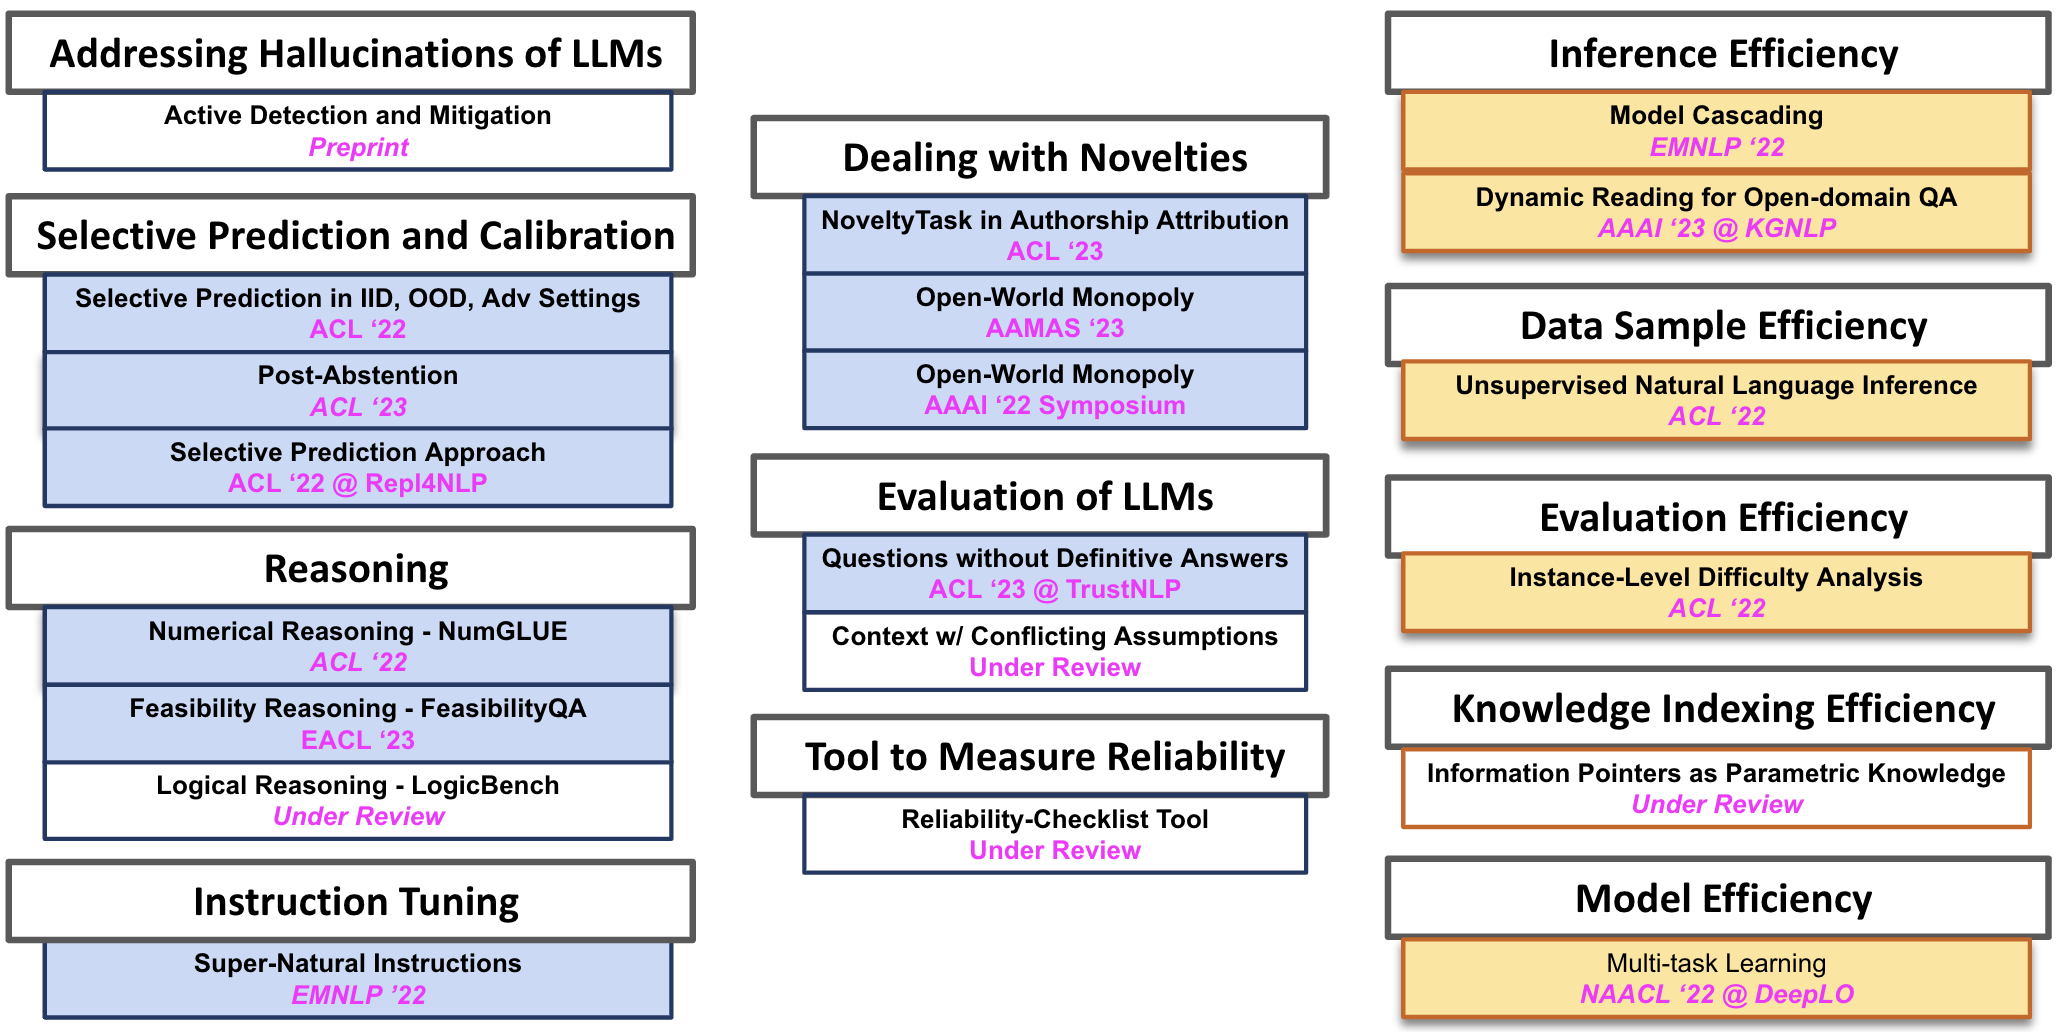 Addressing Hallucinations of LLMs
Active Detection and Mitigation
Preprint
Selective Prediction and Calibration
Selective Prediction in IID, OOD, Adv Settings
ACL ‘22
Post-Abstention
ACL ‘23
Selective Prediction Approach
ACL ‘22 @ Repl4NLP
Reasoning
Numerical Reasoning - NumGLUE
ACL ‘22
Feasibility Reasoning - FeasibilityQA
EACL ‘23
Logical Reasoning - LogicBench
Under Review
Instruction Tuning
Super-Natural Instructions
EMNLP ’22
Dealing with Novelties
NoveltyTask in Authorship Attribution
ACL ‘23
Open-World Monopoly
AAMAS ‘23
Open-World Monopoly
AAAI ‘22 Symposium
Evaluation of LLMs
Questions without Definitive Answers
ACL ‘23 @ TrustNLP
Context w/ Conflicting Assumptions
Under Review
Tool to Measure Reliability
Reliability-Checklist Tool
Under Review
Inference Efficiency
Model Cascading
EMNLP ‘22
Dynamic Reading for Open-domain QA
AAAI ‘23 @ KGNLP
Data Sample Efficiency
Unsupervised Natural Language Inference
ACL ‘22
Evaluation Efficiency
Instance-Level Difficulty Analysis
ACL ‘22
Knowledge Indexing Efficiency
Information Pointers as Parametric Knowledge
Under Review
Model Efficiency
Multi-task Learning
NAACL ‘22 @ DeepLO